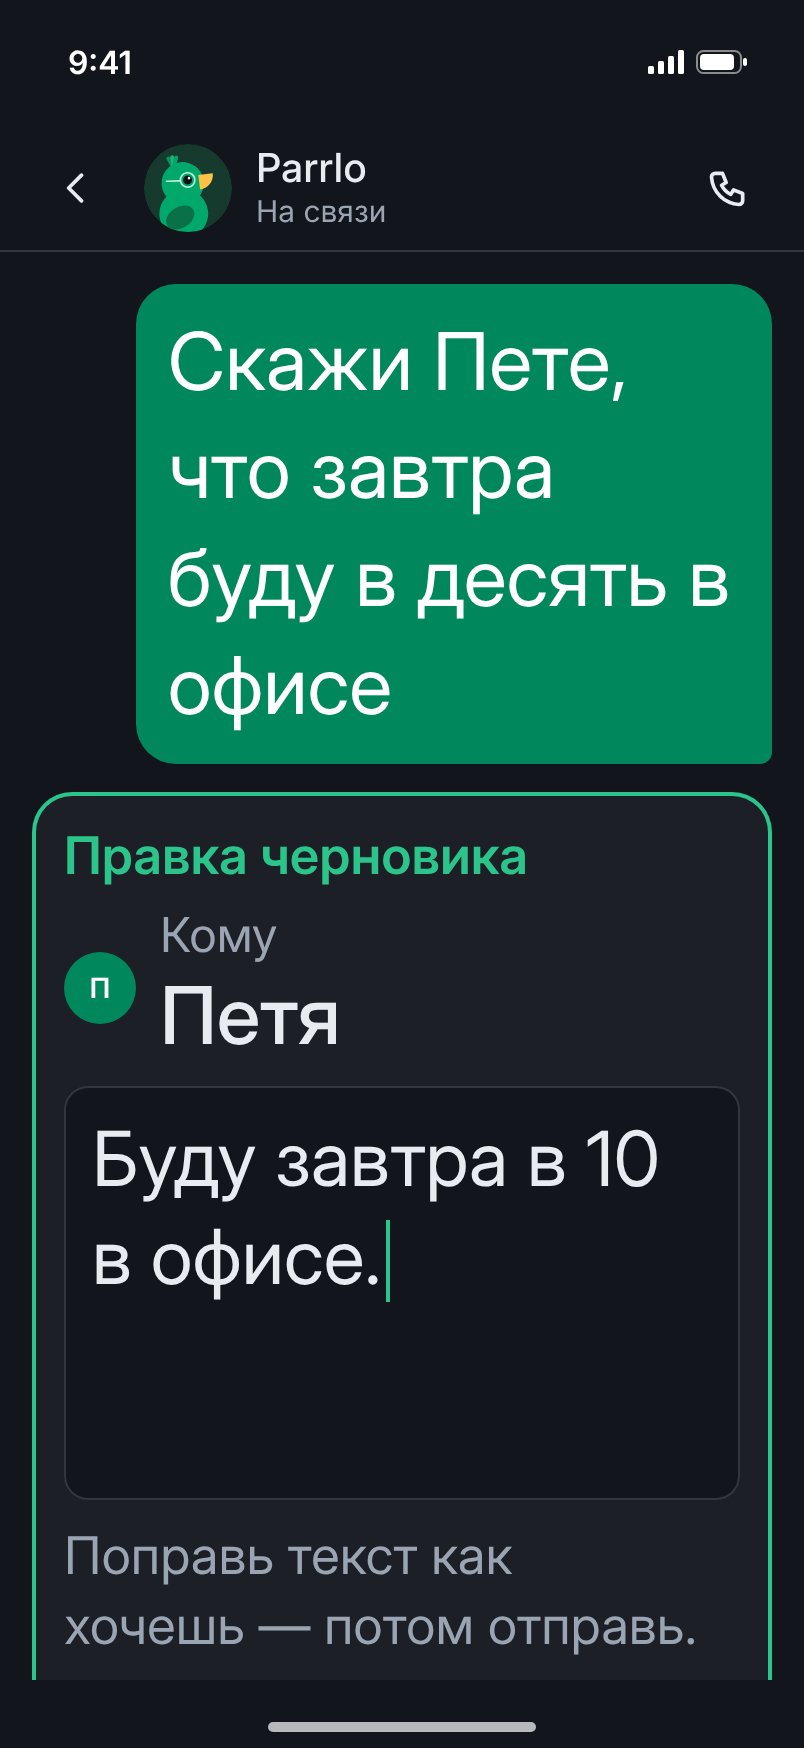 9:41
Parrlo
На связи
Скажи Пете,
что завтра
буду в десять в
офисе
Правка черновика
Кому
П
Петя
Буду завтра в 10
в офисе.
Поправь текст как
хочешь — потом отправь.